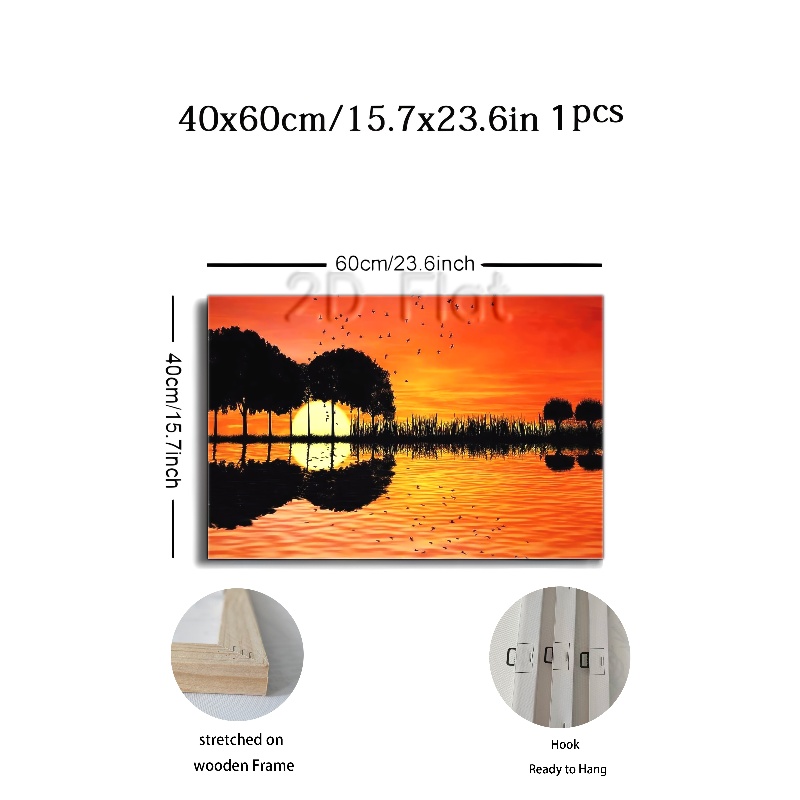 40x60cm/15.7x23.6in 1pcs
60cm/23.6inch
2D Flat
40cm/15.7inch
stretched on
wooden Frame
Hook
Ready to Hang